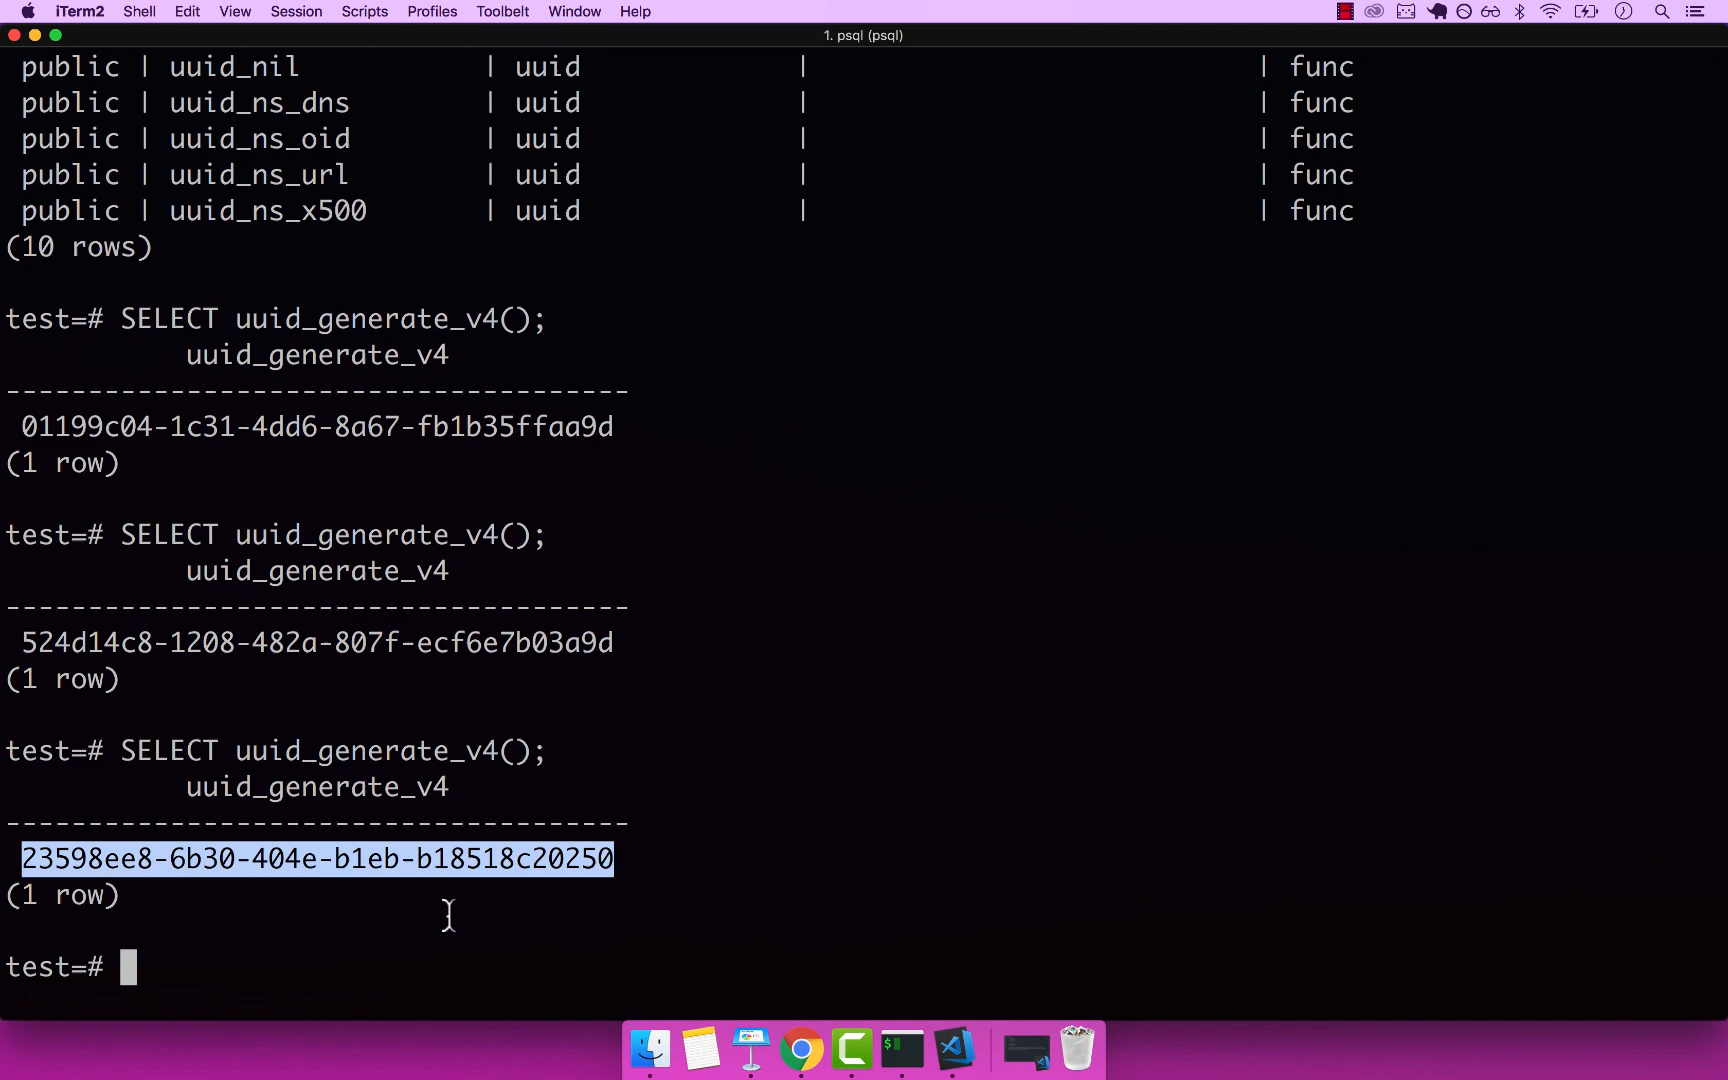 iTerm2 Shell Edit View Session Scripts Profiles Toolbelt Window Help
1. psql (psql)
public | uuid_nil | uuid | | func
public | uuid_ns_dns | uuid | | func
public | uuid_ns_oid | uuid | | func
public | uuid_ns_url | uuid | | func
public | uuid_ns_x500 | uuid | | func
(10 rows)
test=# SELECT uuid_generate_v4();
uuid_generate_v4
--------------------------------------
01199c04-1c31-4dd6-8a67-fb1b35ffaa9d
(1 row)
test=# SELECT uuid_generate_v4();
uuid_generate_v4
--------------------------------------
524d14c8-1208-482a-807f-ecf6e7b03a9d
(1 row)
test=# SELECT uuid_generate_v4();
uuid_generate_v4
--------------------------------------
23598ee8-6b30-404e-b1eb-b18518c20250
(1 row)
test=#